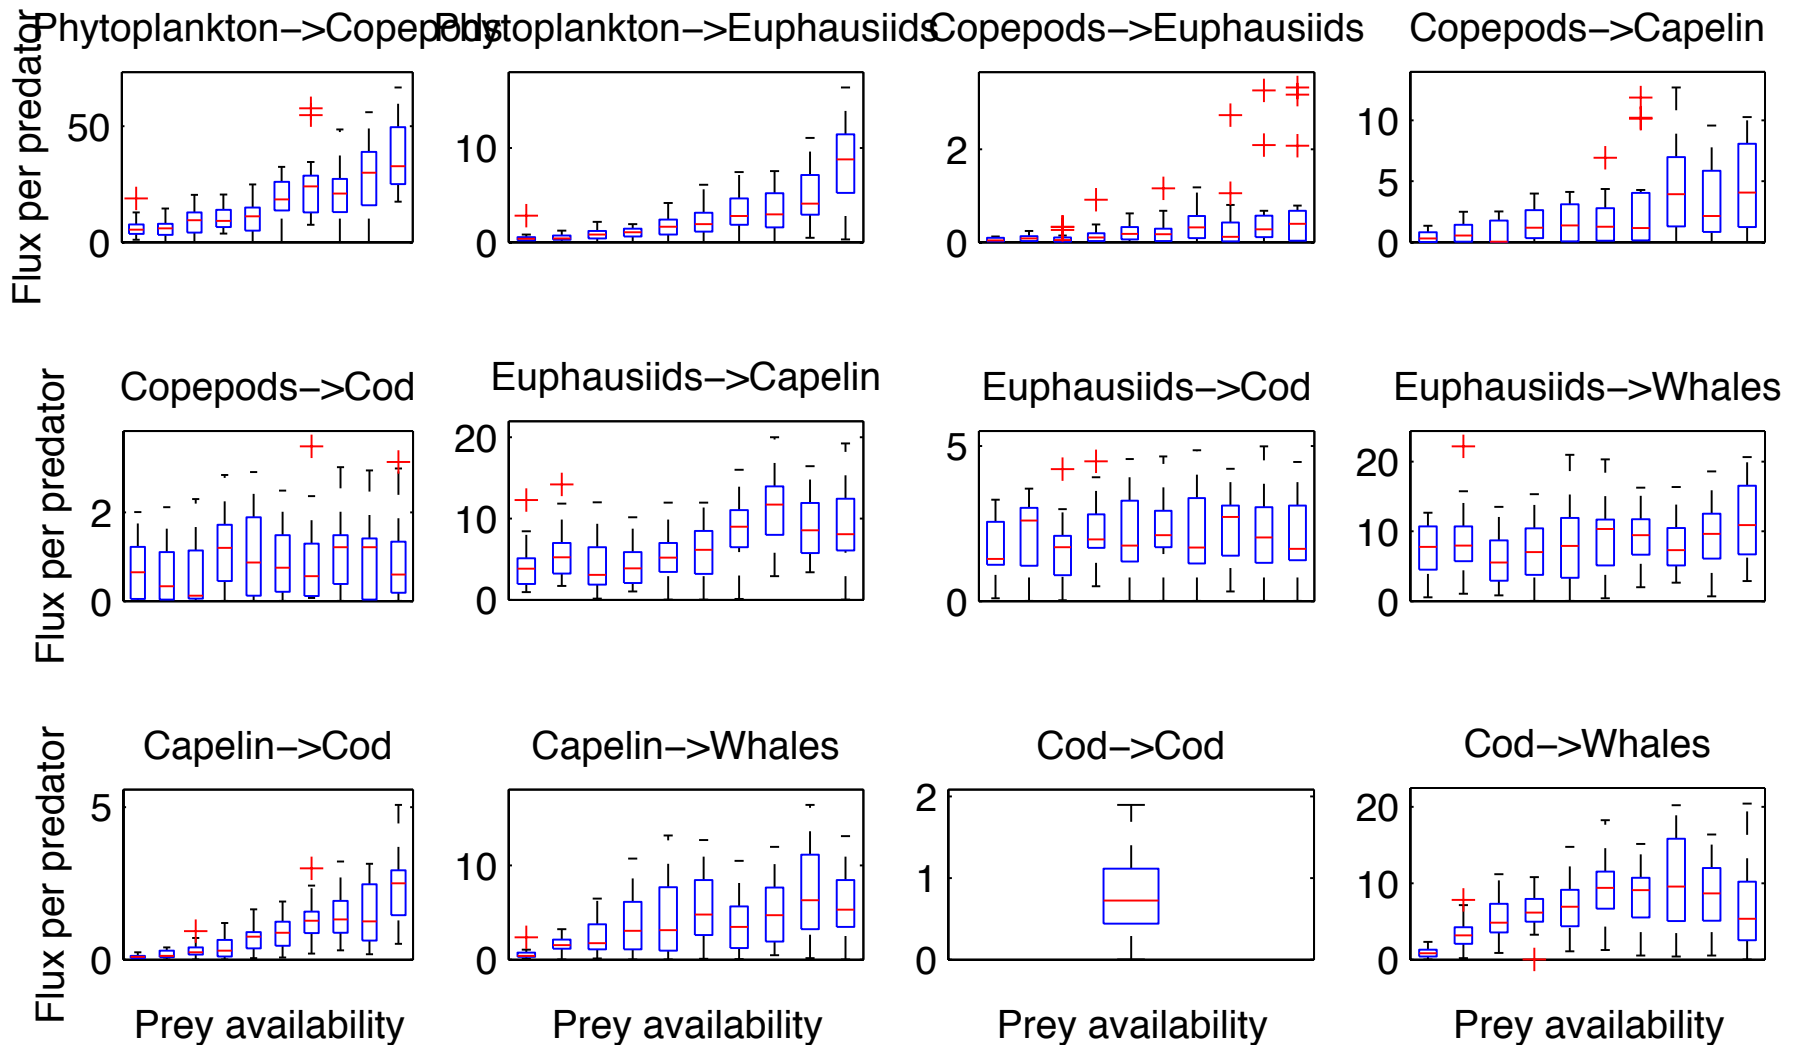 Phytoplankton->Copepods
Phytoplankton->Euphausiids
Copepods->Euphausiids
Copepods->Capelin
Flux per predator
50
0
10
0
2
0
10
5
0
Copepods->Cod
Euphausiids->Capelin
Euphausiids->Cod
Euphausiids->Whales
Flux per predator
2
0
20
10
0
5
0
20
10
0
Capelin->Cod
Capelin->Whales
Cod->Cod
Cod->Whales
Flux per predator
5
0
10
0
2
1
0
20
10
0
Prey availability
Prey availability
Prey availability
Prey availability